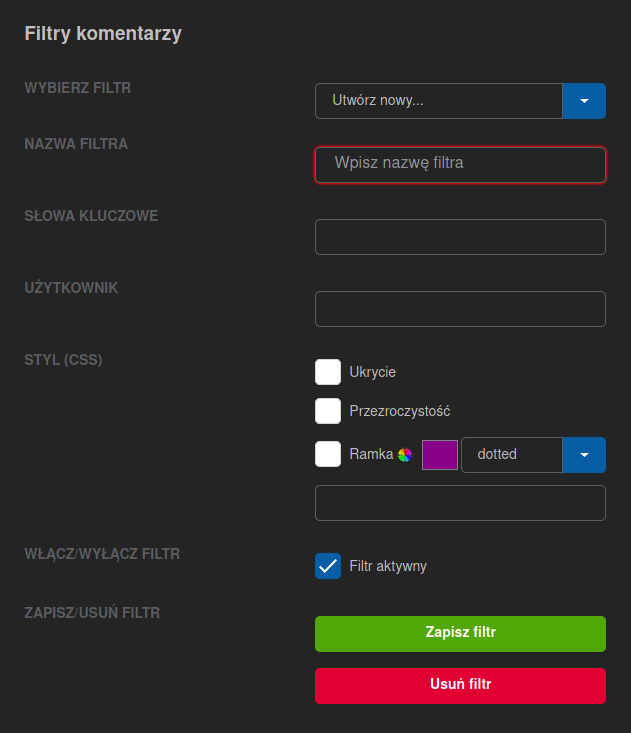 Filtry komentarzy
WYBIERZ FILTR
Utwórz nowy...
NAZWA FILTRA
Wpisz nazwę filtra
SŁOWA KLUCZOWE
UŻYTKOWNIK
STYL (CSS)
Ukrycie
Przezroczystość
Ramka dotted
WŁĄCZ/WYŁĄCZ FILTR
Filtr aktywny
ZAPISZ/USUŃ FILTR
Zapisz filtr
Usuń filtr